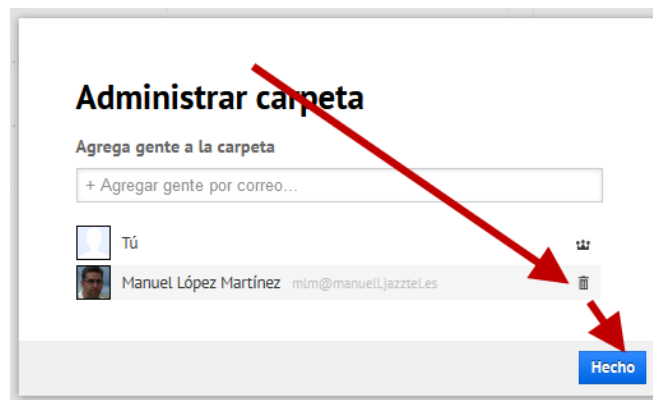 Administrar carpeta
Agrega gente a la carpeta
+ Agregar gente por correo...
Tú
Manuel López Martínez mlm@manuell.jazztel.es
Hecho